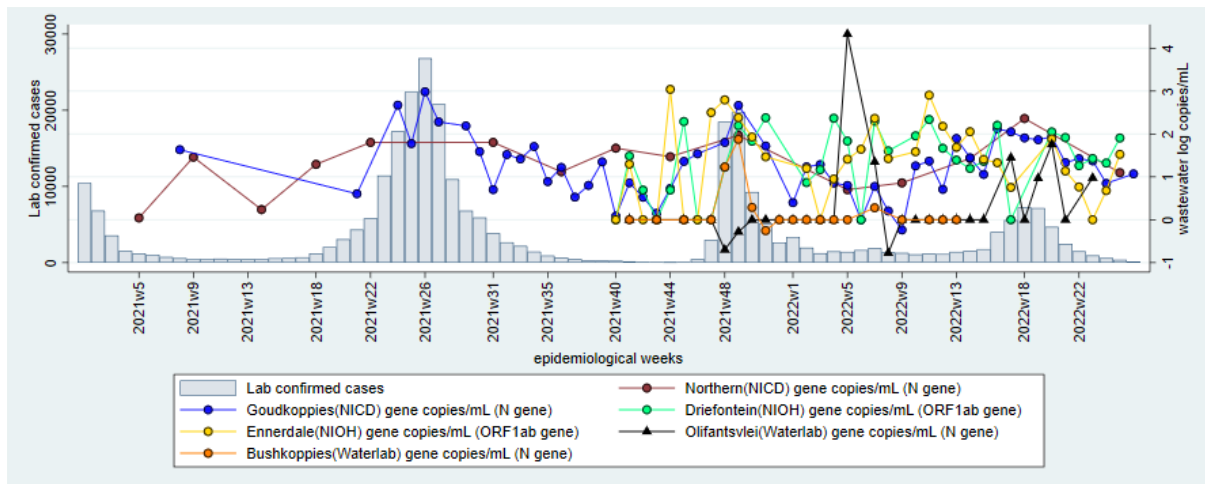 30000
20000
10000
0
Lab confirmed cases
4
3
2
1
0
-1
wastewater log copies/mL
2021w5
2021w9
2021w13
2021w18
2021w22
2021w26
2021w31
2021w35
2021w40
2021w44
2021w48
2022w1
2022w5
2022w9
2022w13
2022w18
2022w22
epidemiological weeks
Lab confirmed cases
Northern(NICD) gene copies/mL (N gene)
Goudkoppies(NICD) gene copies/mL (N gene)
Driefontein(NIOH) gene copies/mL (ORF1ab gene)
Ennerdale(NIOH) gene copies/mL (ORF1ab gene)
Olifantsvlei(Waterlab) gene copies/mL (N gene)
Bushkoppies(Waterlab) gene copies/mL (N gene)